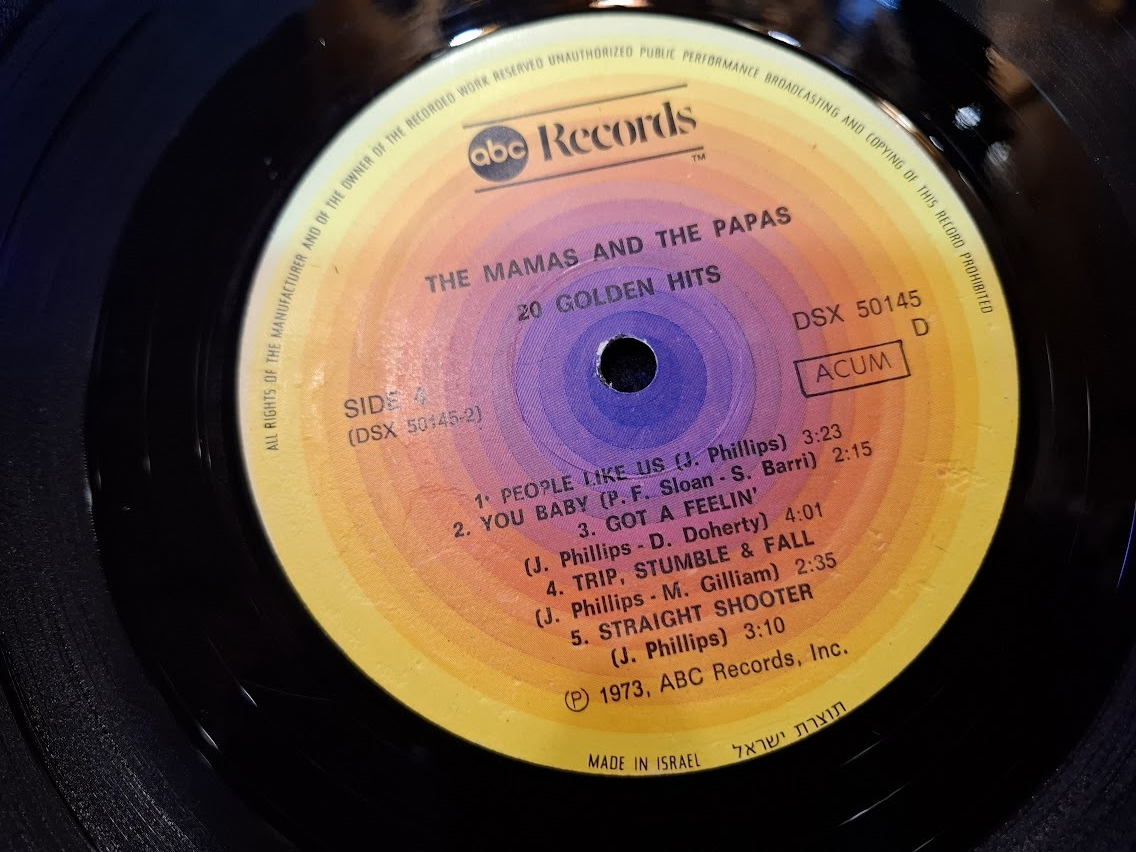 ALL RIGHTS OF THE MANUFACTURER AND OF THE OWNER OF THE RECORDED WORK RESERVED UNAUTHORIZED PUBLIC PERFORMANCE BROADCASTING AND COPYING OF THIS RECORD PROHIBITED
abc Records TM
THE MAMAS AND THE PAPAS
20 GOLDEN HITS
DSX 50145
D
ACUM
SIDE 4
(DSX 50145-2)
1. PEOPLE LIKE US (J. Phillips) 3:23
2. YOU BABY (P. F. Sloan - S. Barri) 2:15
3. GOT A FEELIN'
(J. Phillips - D. Doherty) 4:01
4. TRIP, STUMBLE & FALL
(J. Phillips - M. Gilliam) 2:35
5. STRAIGHT SHOOTER
(J. Phillips) 3:10
℗ 1973, ABC Records, Inc.
MADE IN ISRAEL תוצרת ישראל